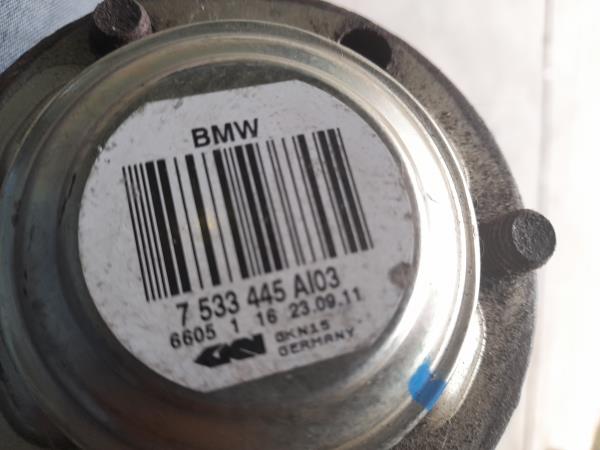 BMW
7 533 445 AI03
6605 1 16 23.09.11
GKN GKN15
GERMANY